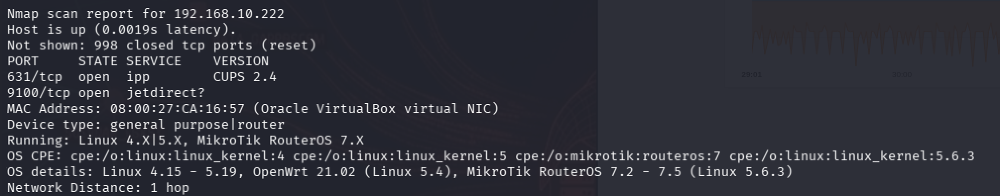 Nmap scan report for 192.168.10.222
Host is up (0.0019s latency).
Not shown: 998 closed tcp ports (reset)
PORT     STATE SERVICE    VERSION
631/tcp  open  ipp        CUPS 2.4
9100/tcp open  jetdirect?
MAC Address: 08:00:27:CA:16:57 (Oracle VirtualBox virtual NIC)
Device type: general purpose|router
Running: Linux 4.X|5.X, MikroTik RouterOS 7.X
OS CPE: cpe:/o:linux:linux_kernel:4 cpe:/o:linux:linux_kernel:5 cpe:/o:mikrotik:routeros:7 cpe:/o:linux:linux_kernel:5.6.3
OS details: Linux 4.15 - 5.19, OpenWrt 21.02 (Linux 5.4), MikroTik RouterOS 7.2 - 7.5 (Linux 5.6.3)
Network Distance: 1 hop
29:01
30:00